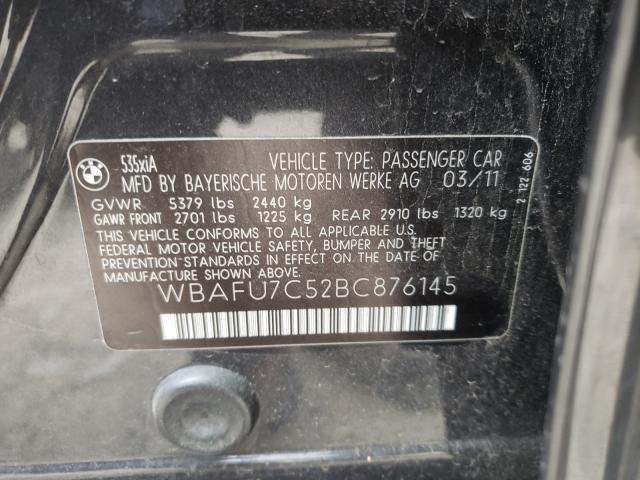 BMW
535xiA
VEHICLE TYPE: PASSENGER CAR
MFD BY BAYERISCHE MOTOREN WERKE AG 03/11
GVWR 5379 lbs 2440 kg
GAWR FRONT 2701 lbs 1225 kg REAR 2910 lbs 1320 kg
THIS VEHICLE CONFORMS TO ALL APPLICABLE U.S.
FEDERAL MOTOR VEHICLE SAFETY, BUMPER AND THEFT
PREVENTION STANDARDS IN EFFECT ON THE DATE OF
MANUFACTURE SHOWN ABOVE.
WBAFU7C52BC876145
2 122 606